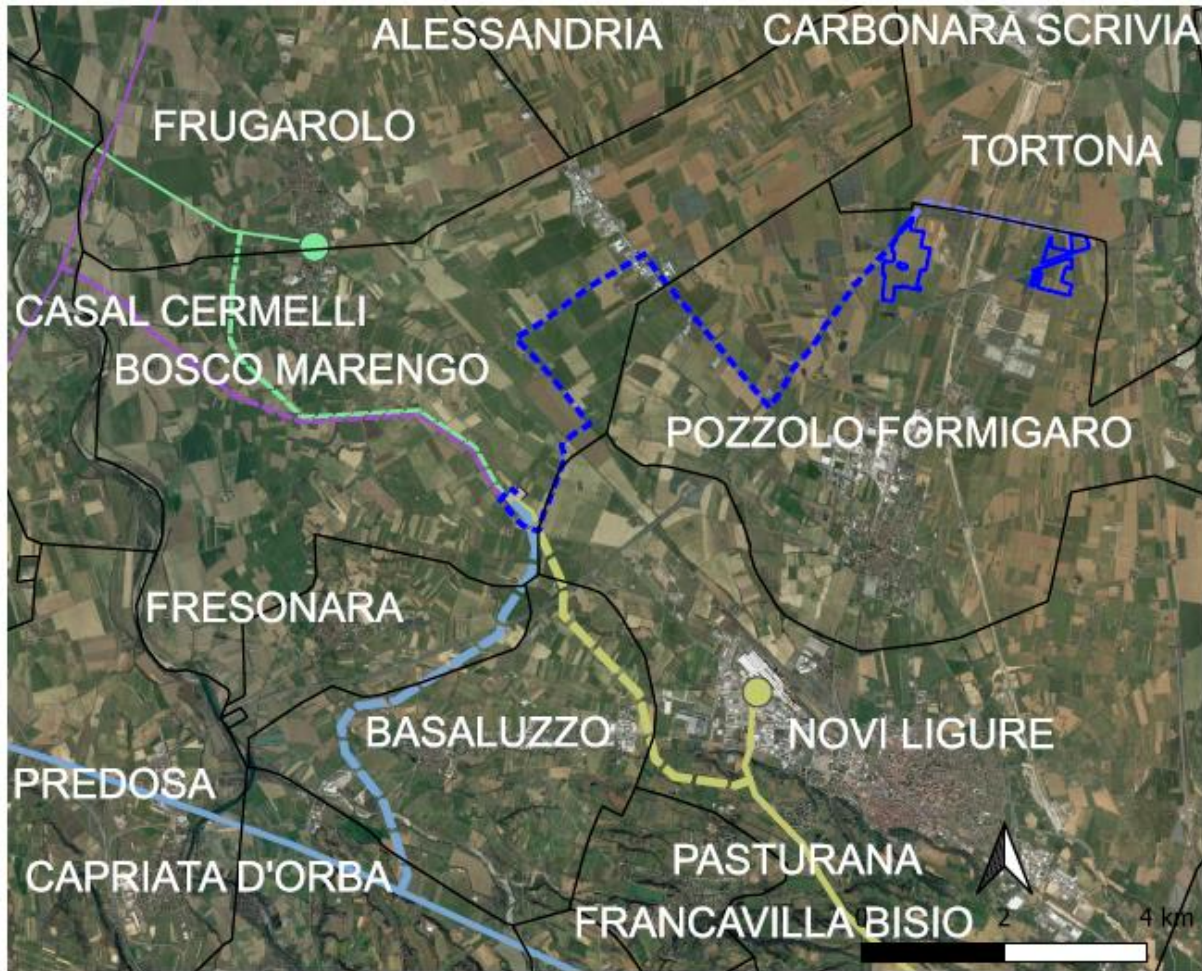 ALESSANDRIA
CARBONARA SCRIVIA
FRUGAROLO
TORTONA
CASAL CERMELLI
BOSCO MARENGO
POZZOLO FORMIGARO
FRESONARA
BASALUZZO
NOVI LIGURE
PREDOSA
CAPRIATA D'ORBA
PASTURANA
FRANCAVILLA BISIO
0 2 4 km